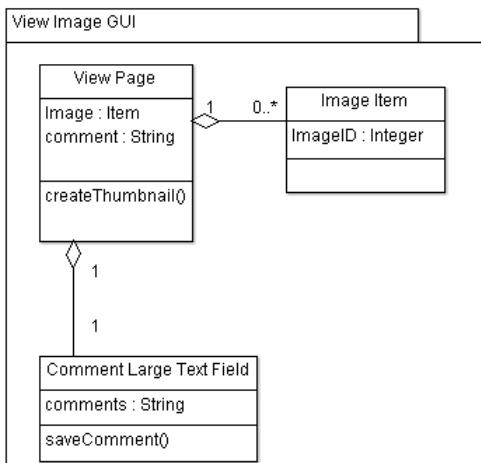 View Image GUI
View Page
Image : Item
comment : String
createThumbnail()
1
0..*
Image Item
ImageID : Integer
1
1
Comment Large Text Field
comments : String
saveComment()